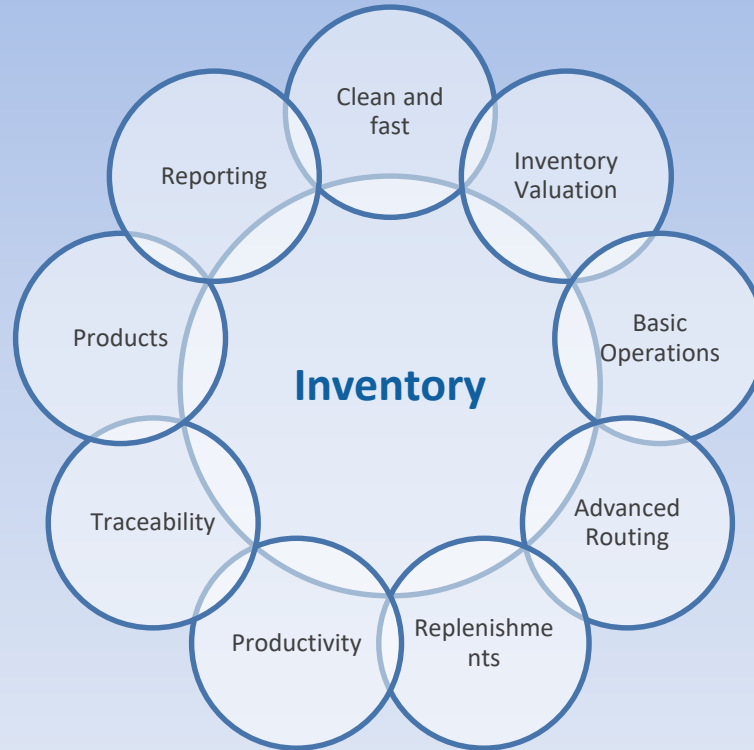 Clean and
fast
Inventory
Valuation
Basic
Operations
Advanced
Routing
Replenishme
nts
Productivity
Traceability
Products
Reporting
Inventory